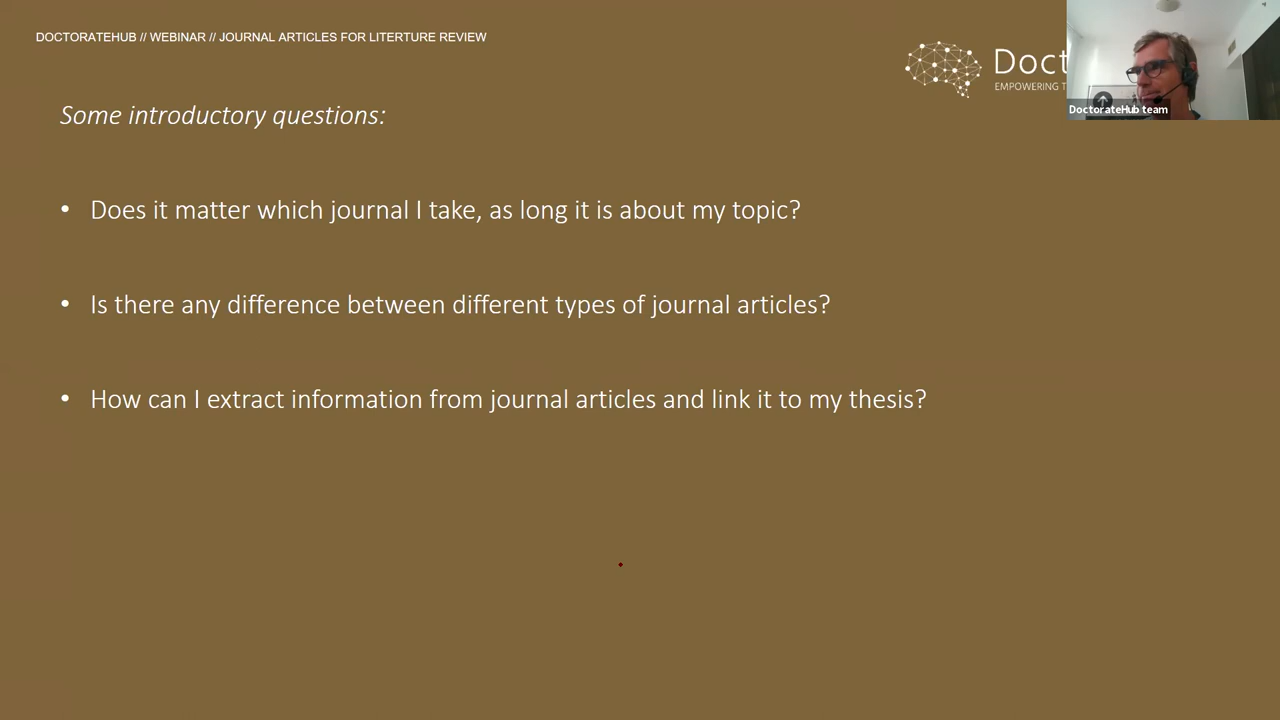 DOCTORATEHUB // WEBINAR // JOURNAL ARTICLES FOR LITERTURE REVIEW
Doct
EMPOWERING T
DoctorateHub team
Some introductory questions:
• Does it matter which journal I take, as long it is about my topic?
• Is there any difference between different types of journal articles?
• How can I extract information from journal articles and link it to my thesis?